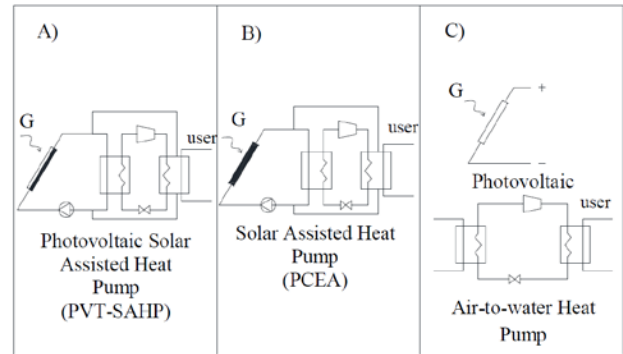 A)
G
user
Photovoltaic Solar
Assisted Heat
Pump
(PVT-SAHP)
B)
G
user
Solar Assisted Heat
Pump
(PCEA)
C)
G
+
−
Photovoltaic
user
Air-to-water Heat
Pump